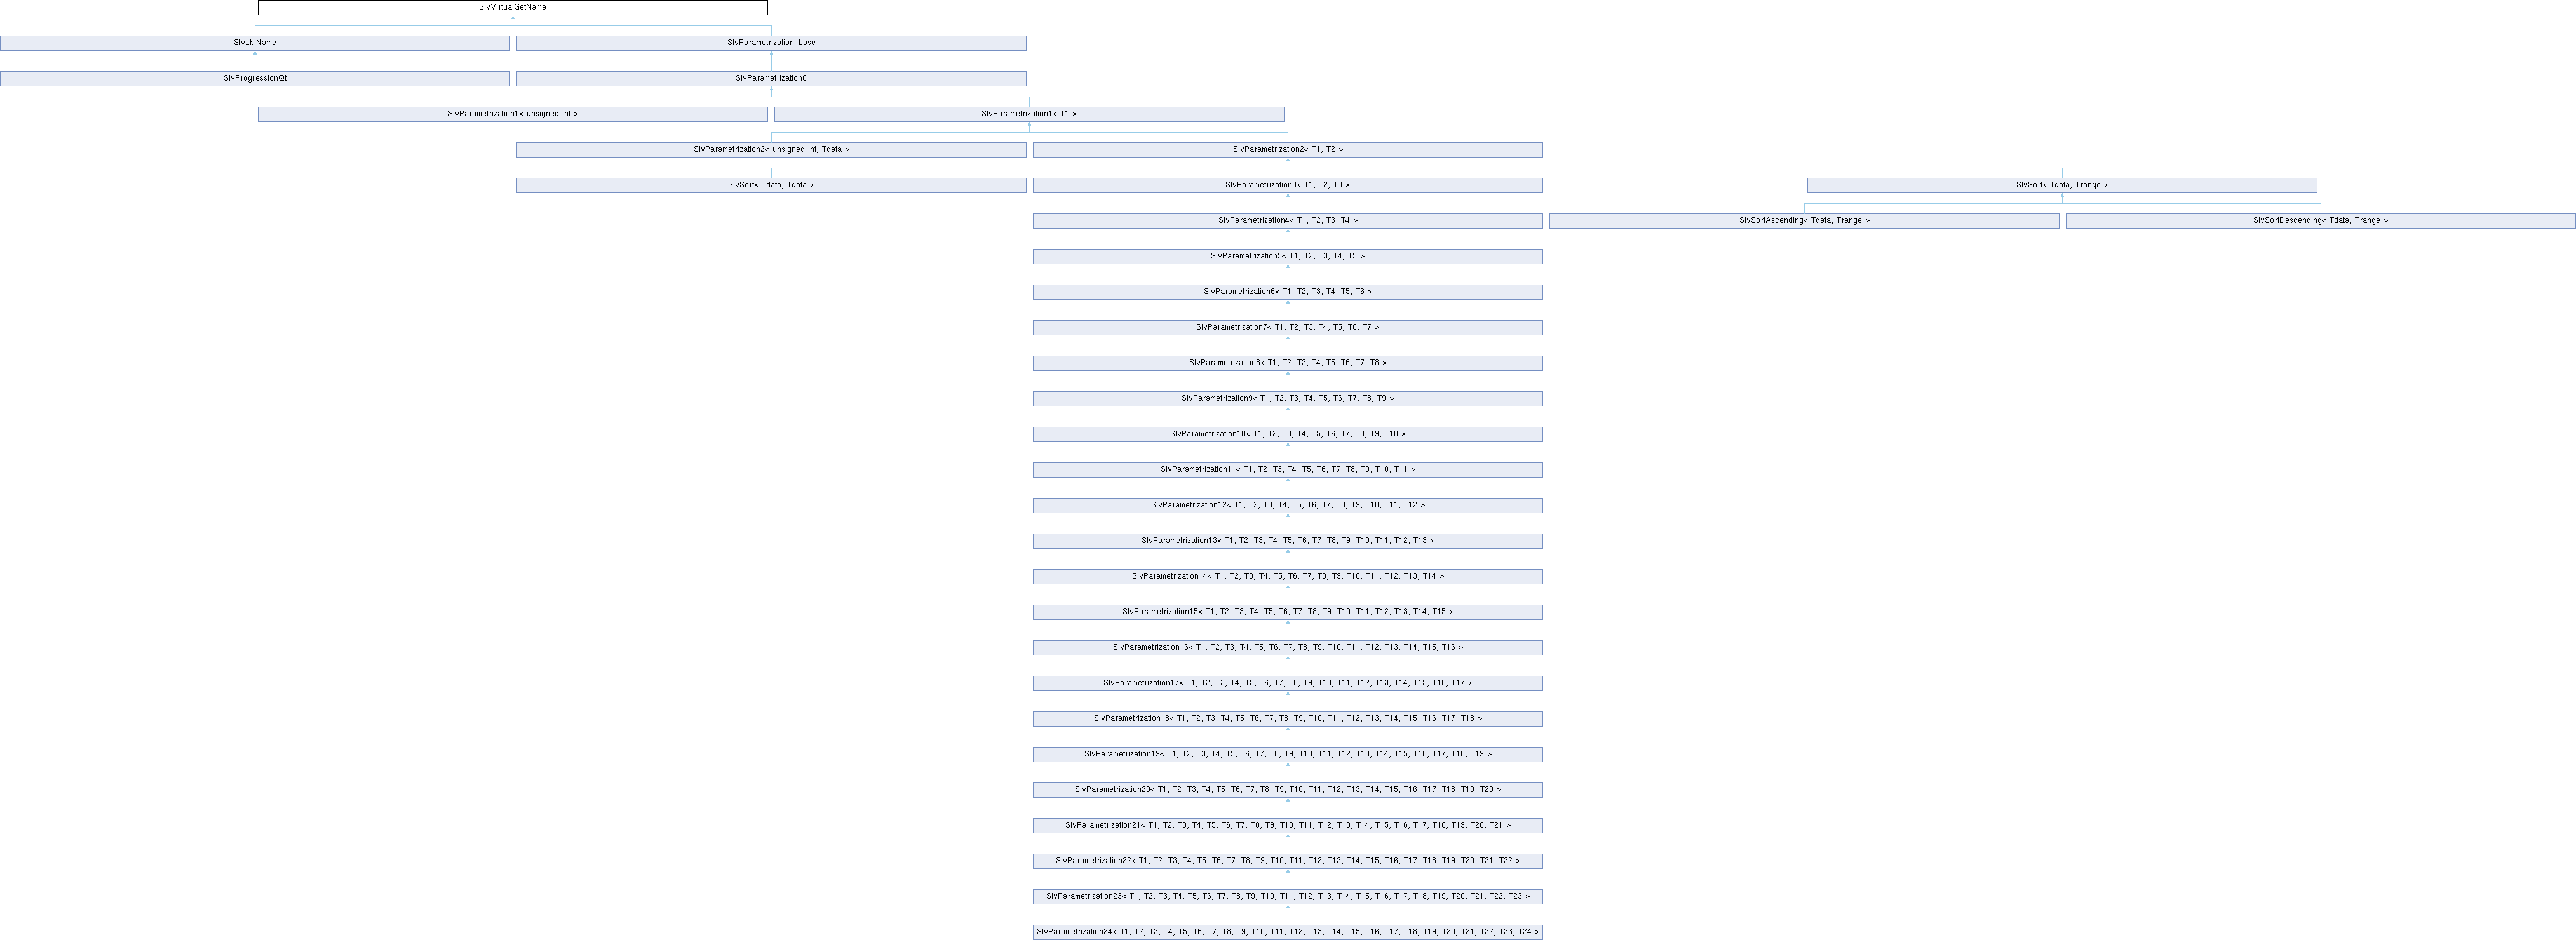 SlvVirtualGetName
SlvLblName
SlvParametrization_base
SlvProgressionQt
SlvParametrization0
SlvParametrization1< unsigned int >
SlvParametrization1< T1 >
SlvParametrization2< unsigned int, Tdata >
SlvParametrization2< T1, T2 >
SlvSort< Tdata, Tdata >
SlvParametrization3< T1, T2, T3 >
SlvSort< Tdata, Trange >
SlvParametrization4< T1, T2, T3, T4 >
SlvSortAscending< Tdata, Trange >
SlvSortDescending< Tdata, Trange >
SlvParametrization5< T1, T2, T3, T4, T5 >
SlvParametrization6< T1, T2, T3, T4, T5, T6 >
SlvParametrization7< T1, T2, T3, T4, T5, T6, T7 >
SlvParametrization8< T1, T2, T3, T4, T5, T6, T7, T8 >
SlvParametrization9< T1, T2, T3, T4, T5, T6, T7, T8, T9 >
SlvParametrization10< T1, T2, T3, T4, T5, T6, T7, T8, T9, T10 >
SlvParametrization11< T1, T2, T3, T4, T5, T6, T7, T8, T9, T10, T11 >
SlvParametrization12< T1, T2, T3, T4, T5, T6, T7, T8, T9, T10, T11, T12 >
SlvParametrization13< T1, T2, T3, T4, T5, T6, T7, T8, T9, T10, T11, T12, T13 >
SlvParametrization14< T1, T2, T3, T4, T5, T6, T7, T8, T9, T10, T11, T12, T13, T14 >
SlvParametrization15< T1, T2, T3, T4, T5, T6, T7, T8, T9, T10, T11, T12, T13, T14, T15 >
SlvParametrization16< T1, T2, T3, T4, T5, T6, T7, T8, T9, T10, T11, T12, T13, T14, T15, T16 >
SlvParametrization17< T1, T2, T3, T4, T5, T6, T7, T8, T9, T10, T11, T12, T13, T14, T15, T16, T17 >
SlvParametrization18< T1, T2, T3, T4, T5, T6, T7, T8, T9, T10, T11, T12, T13, T14, T15, T16, T17, T18 >
SlvParametrization19< T1, T2, T3, T4, T5, T6, T7, T8, T9, T10, T11, T12, T13, T14, T15, T16, T17, T18, T19 >
SlvParametrization20< T1, T2, T3, T4, T5, T6, T7, T8, T9, T10, T11, T12, T13, T14, T15, T16, T17, T18, T19, T20 >
SlvParametrization21< T1, T2, T3, T4, T5, T6, T7, T8, T9, T10, T11, T12, T13, T14, T15, T16, T17, T18, T19, T20, T21 >
SlvParametrization22< T1, T2, T3, T4, T5, T6, T7, T8, T9, T10, T11, T12, T13, T14, T15, T16, T17, T18, T19, T20, T21, T22 >
SlvParametrization23< T1, T2, T3, T4, T5, T6, T7, T8, T9, T10, T11, T12, T13, T14, T15, T16, T17, T18, T19, T20, T21, T22, T23 >
SlvParametrization24< T1, T2, T3, T4, T5, T6, T7, T8, T9, T10, T11, T12, T13, T14, T15, T16, T17, T18, T19, T20, T21, T22, T23, T24 >